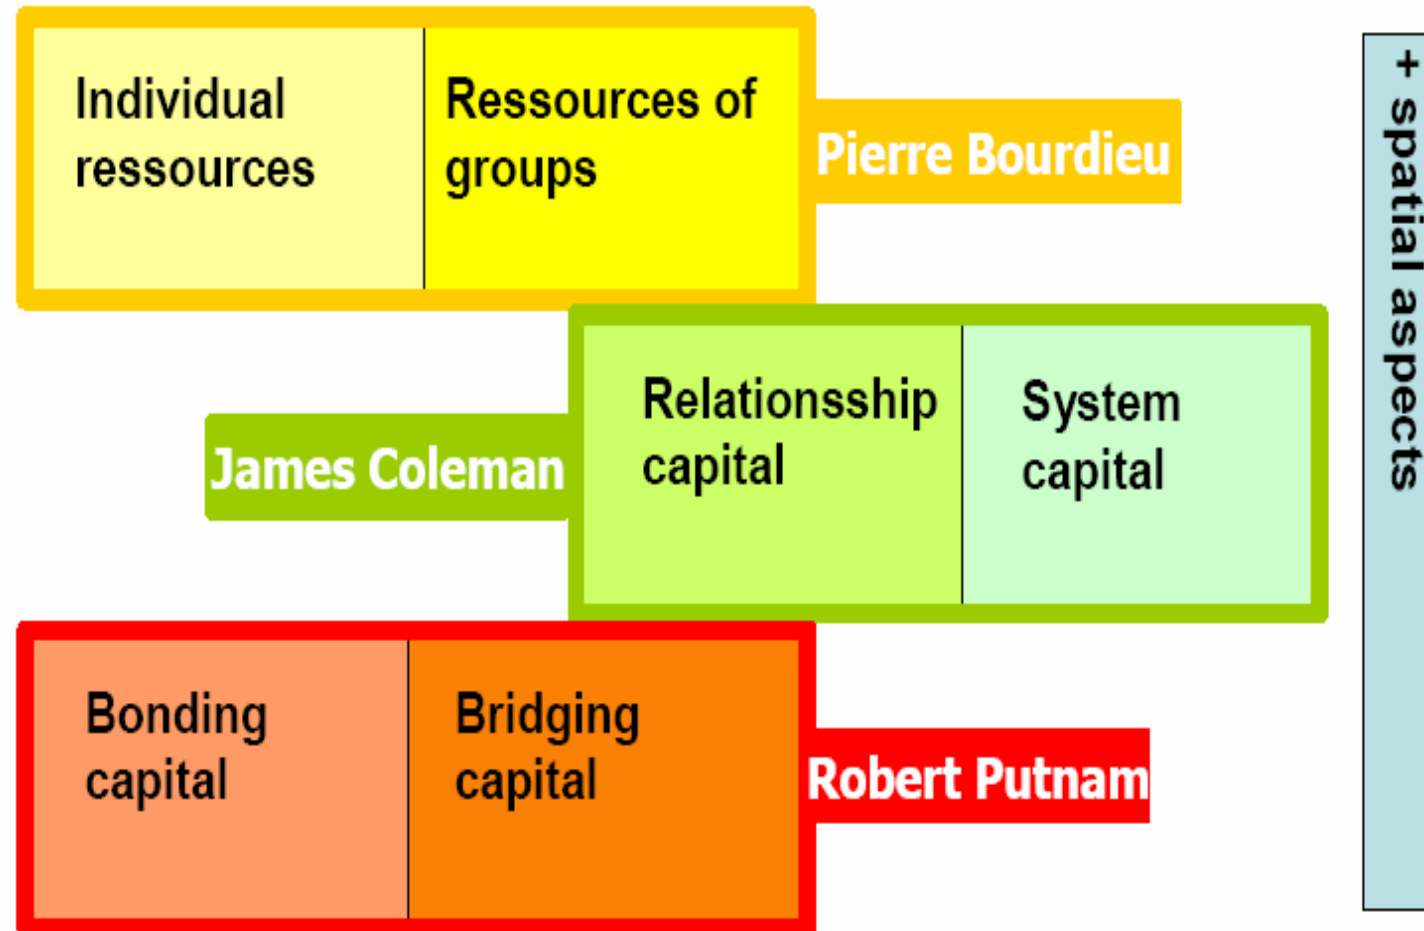 Individual
ressources
Ressources of
groups
Pierre Bourdieu
Relationsship
capital
System
capital
James Coleman
Bonding
capital
Bridging
capital
Robert Putnam
+ spatial aspects